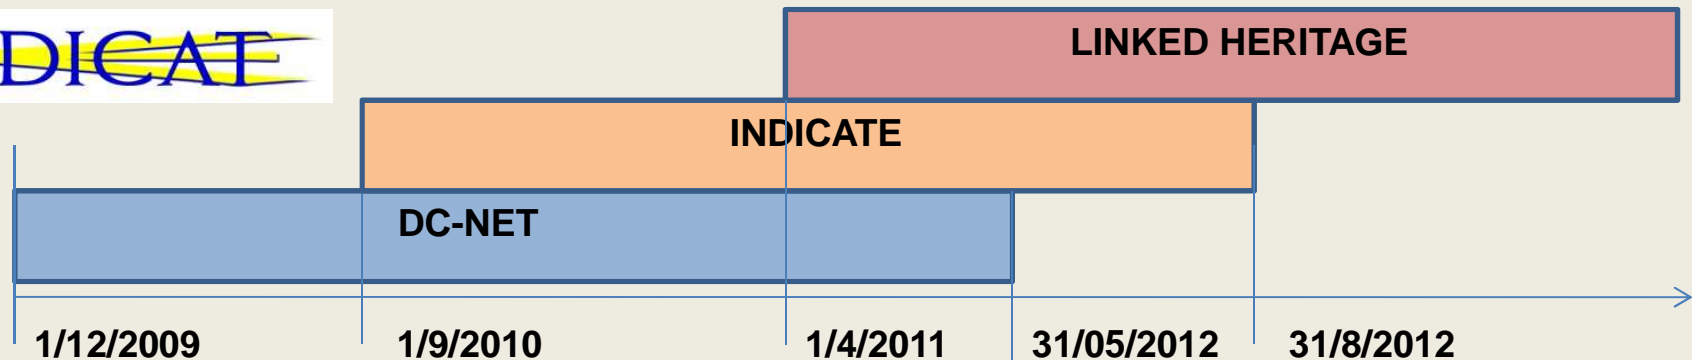 DICAT
LINKED HERITAGE
INDICATE
DC-NET
1/12/2009
1/9/2010
1/4/2011
31/05/2012
31/8/2012